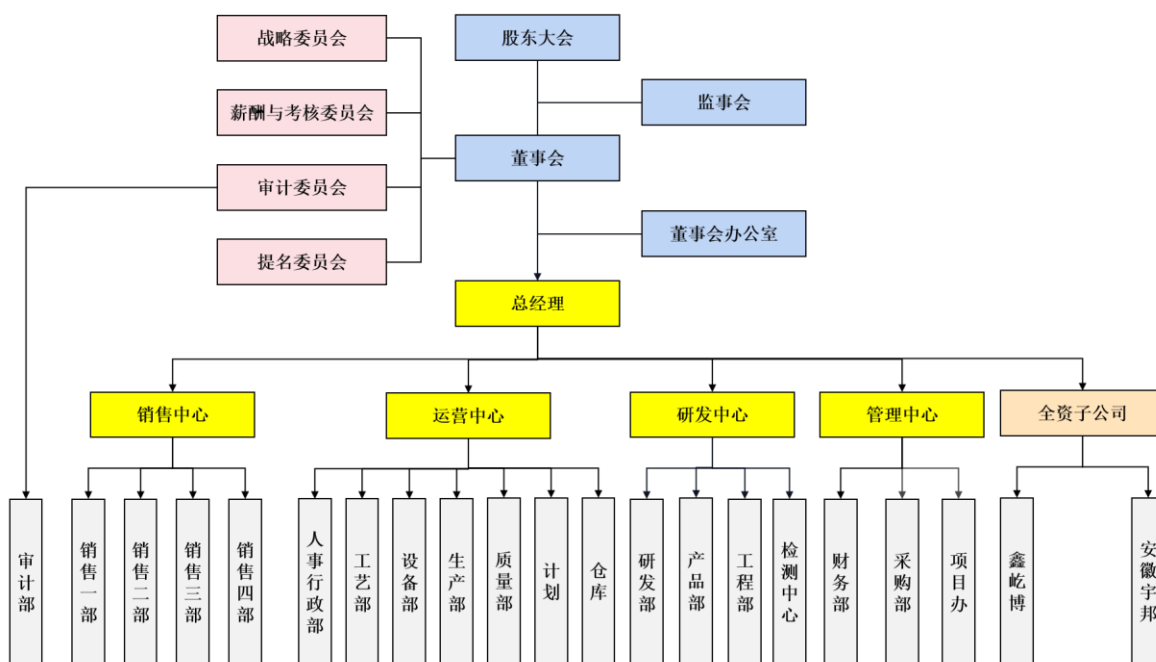 战略委员会
股东大会
监事会
薪酬与考核委员会
董事会
审计委员会
董事会办公室
提名委员会
总经理
销售中心
运营中心
研发中心
管理中心
全资子公司
审计部
销售一部
销售二部
销售三部
销售四部
人事行政部
工艺部
设备部
生产部
质量部
计划
仓库
研发部
产品部
工程部
检测中心
财务部
采购部
项目办
鑫屹博
安徽宇邦